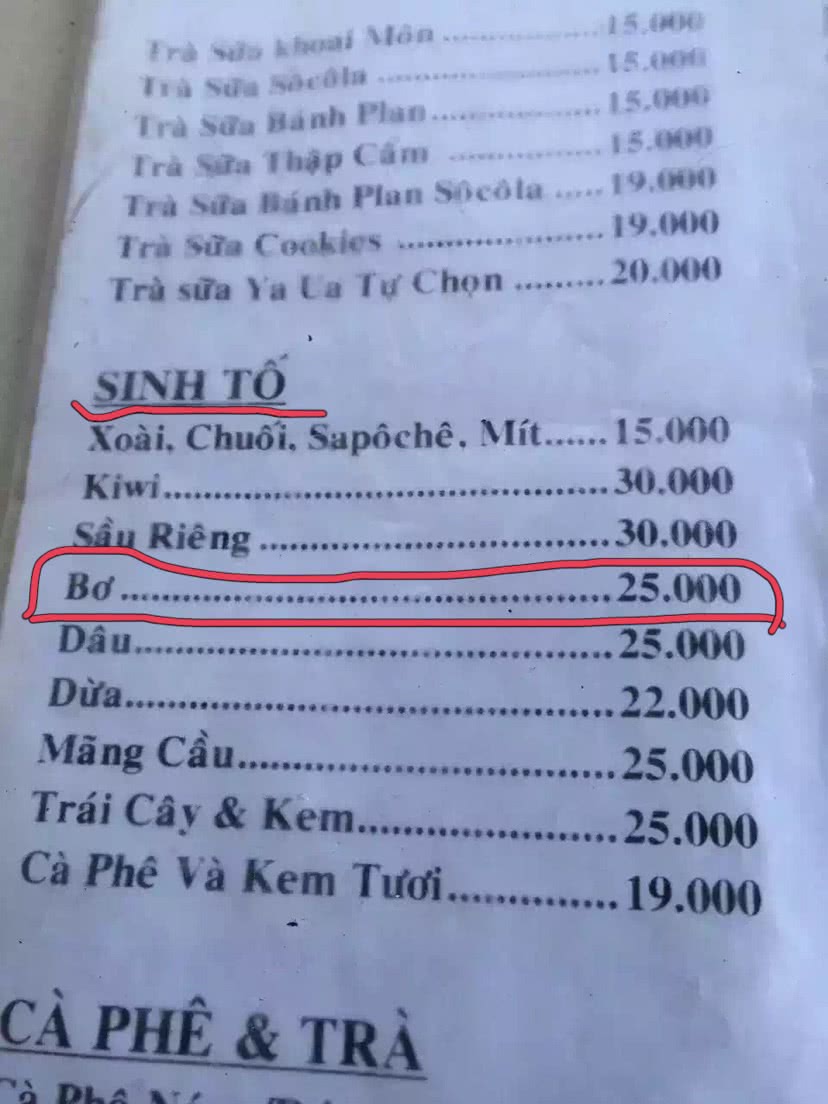 Trà Sữa khoai Môn ........................ 15.000
Trà Sữa Sôcôla ........................ 15.000
Trà Sữa Bánh Plan........................ 15.000
Trà Sữa Thập Cẩm ........................ 15.000
Trà Sữa Bánh Plan Sôcôla ..... 19.000
Trà Sữa Cookies ........................ 19.000
Trà sữa Ya Ua Tự Chọn ......... 20.000
SINH TỐ
Xoài, Chuối, Sapôchê, Mít...... 15.000
Kiwi........................................ 30.000
Sầu Riêng ................................ 30.000
Bơ............................................ 25.000
Dâu.......................................... 25.000
Dừa.......................................... 22.000
Mãng Cầu................................ 25.000
Trái Cây & Kem...................... 25.000
Cà Phê Và Kem Tươi.............. 19.000
CÀ PHÊ & TRÀ
Cà Phê